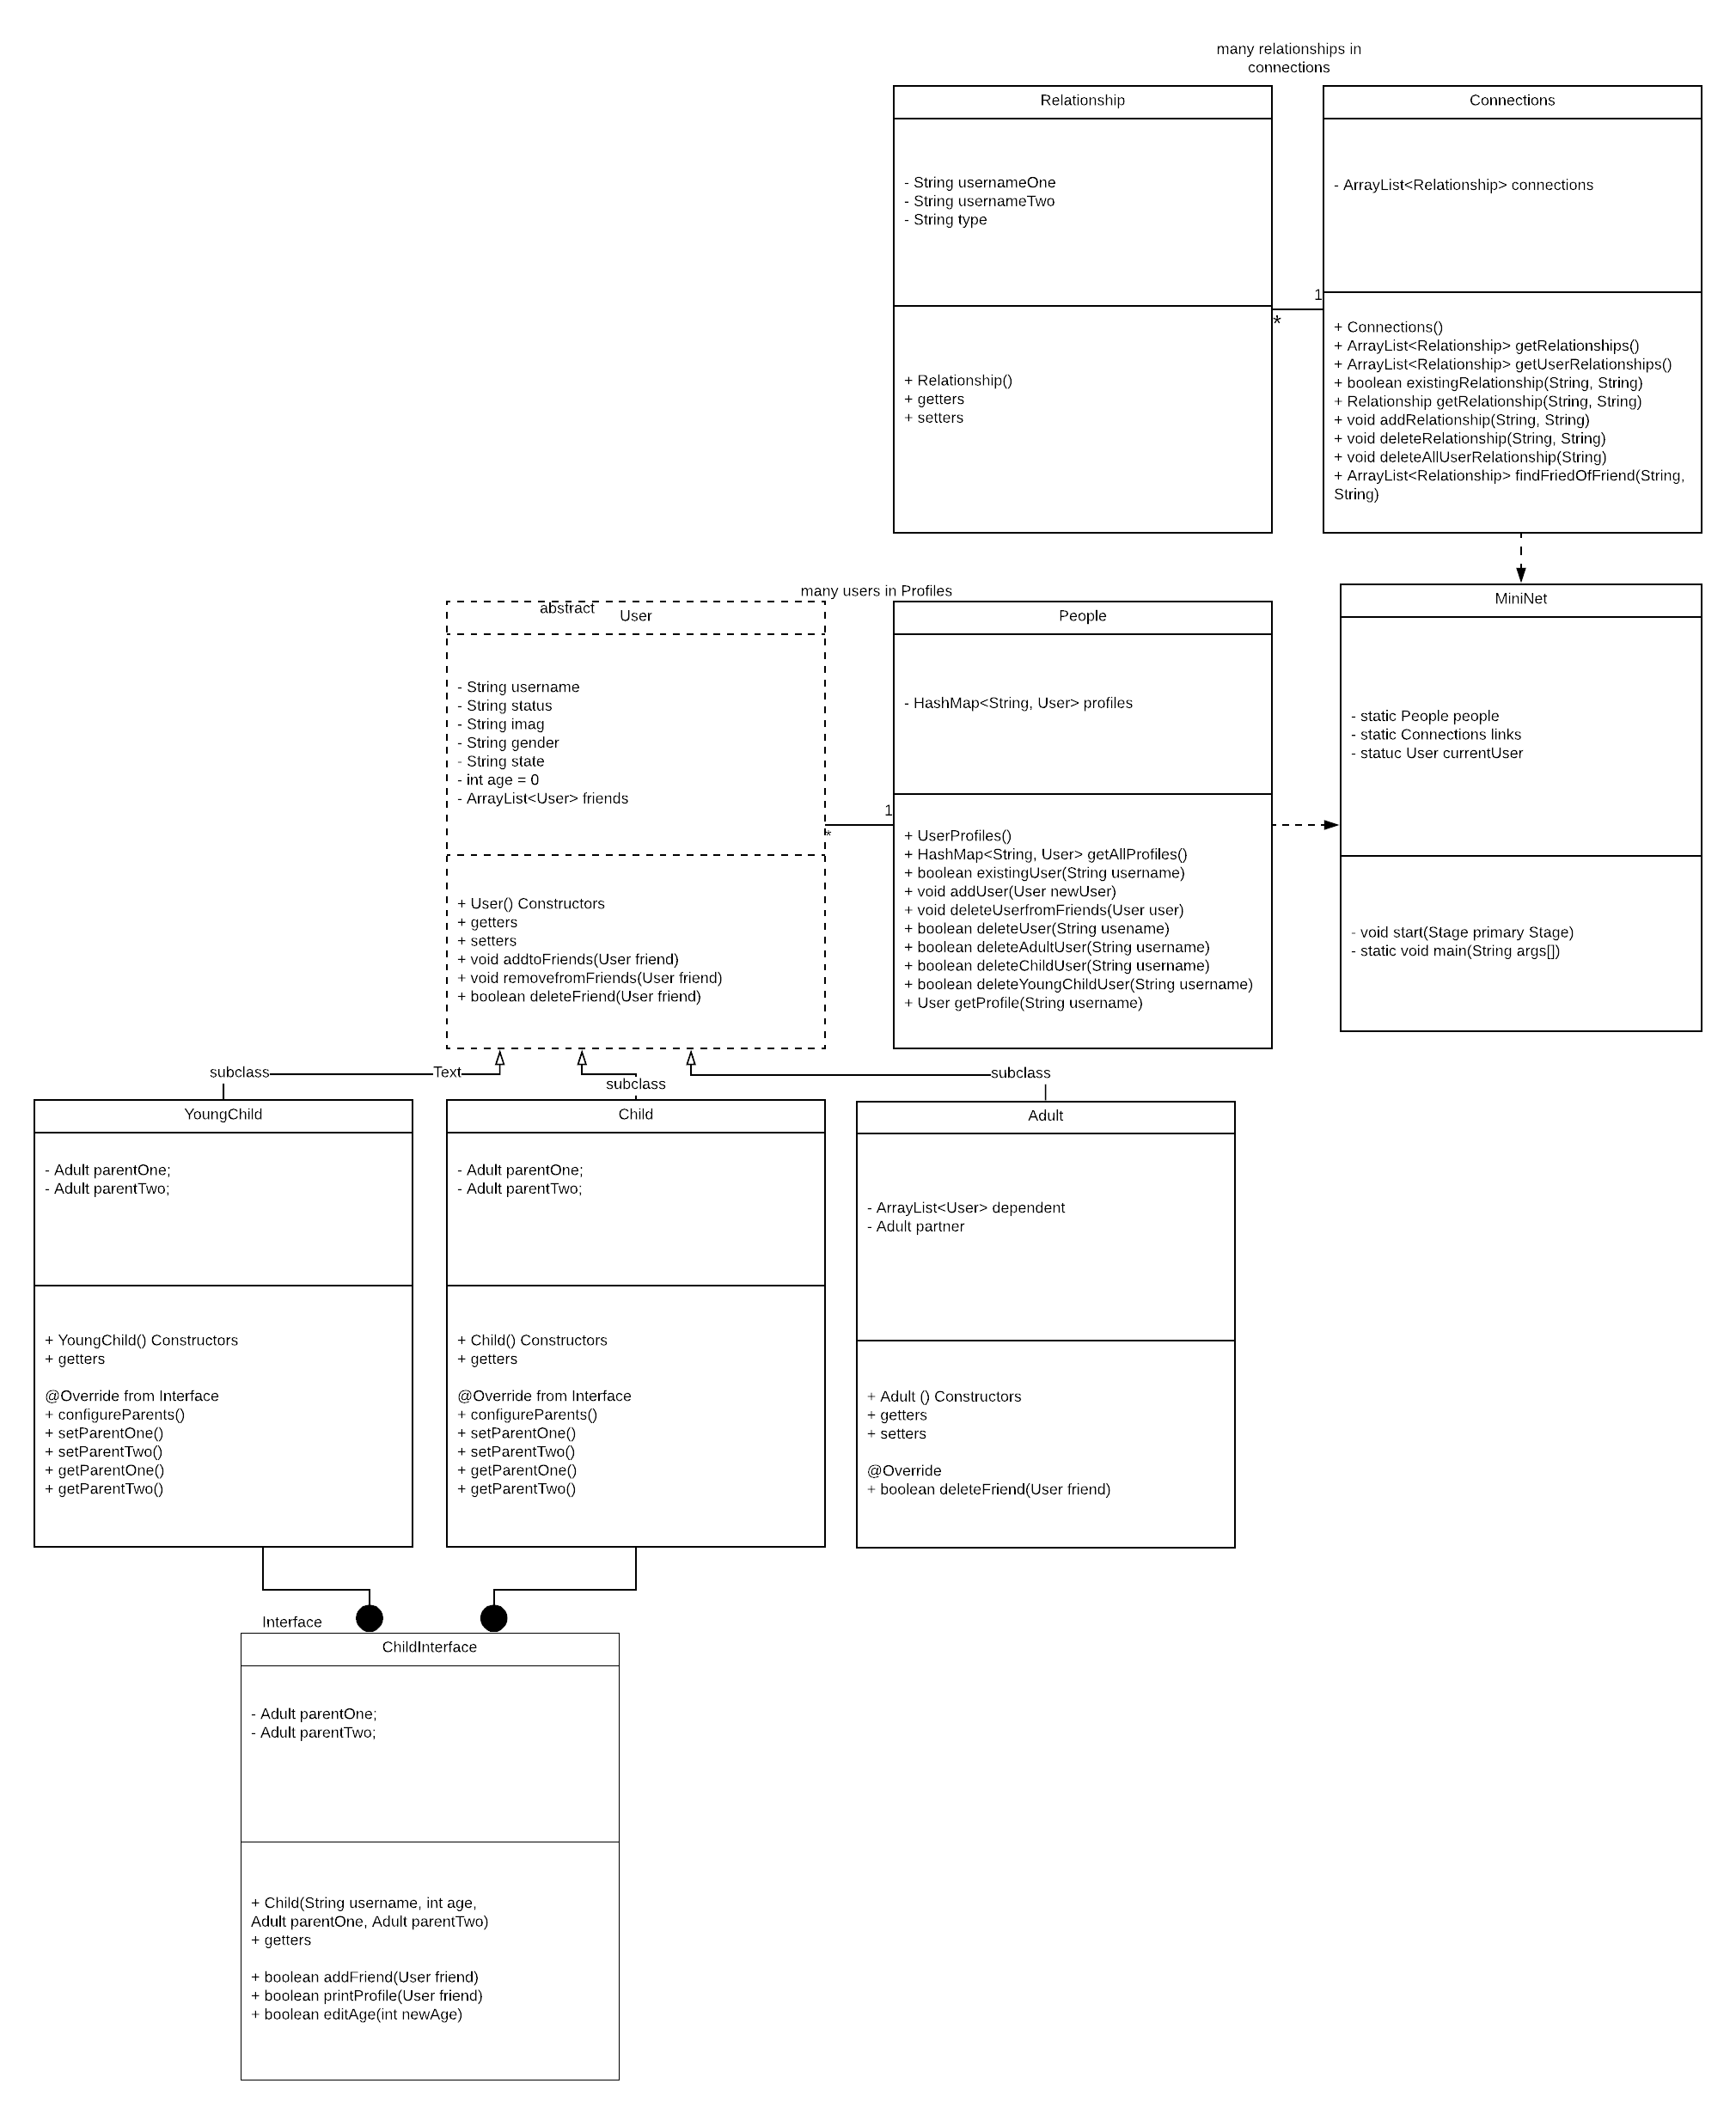 many relationships in
connections
Relationship
- String usernameOne
- String usernameTwo
- String type
+ Relationship()
+ getters
+ setters
Connections
- ArrayList<Relationship> connections
1
*
+ Connections()
+ ArrayList<Relationship> getRelationships()
+ ArrayList<Relationship> getUserRelationships()
+ boolean existingRelationship(String, String)
+ Relationship getRelationship(String, String)
+ void addRelationship(String, String)
+ void deleteRelationship(String, String)
+ void deleteAllUserRelationship(String)
+ ArrayList<Relationship> findFriedOfFriend(String,
String)
many users in Profiles
abstract
User
- String username
- String status
- String imag
- String gender
- String state
- int age = 0
- ArrayList<User> friends
+ User() Constructors
+ getters
+ setters
+ void addtoFriends(User friend)
+ void removefromFriends(User friend)
+ boolean deleteFriend(User friend)
1
*
People
- HashMap<String, User> profiles
+ UserProfiles()
+ HashMap<String, User> getAllProfiles()
+ boolean existingUser(String username)
+ void addUser(User newUser)
+ void deleteUserfromFriends(User user)
+ boolean deleteUser(String usename)
+ boolean deleteAdultUser(String username)
+ boolean deleteChildUser(String username)
+ boolean deleteYoungChildUser(String username)
+ User getProfile(String username)
MiniNet
- static People people
- static Connections links
- statuc User currentUser
- void start(Stage primary Stage)
- static void main(String args[])
subclass
Text
subclass
subclass
YoungChild
- Adult parentOne;
- Adult parentTwo;
+ YoungChild() Constructors
+ getters
@Override from Interface
+ configureParents()
+ setParentOne()
+ setParentTwo()
+ getParentOne()
+ getParentTwo()
Child
- Adult parentOne;
- Adult parentTwo;
+ Child() Constructors
+ getters
@Override from Interface
+ configureParents()
+ setParentOne()
+ setParentTwo()
+ getParentOne()
+ getParentTwo()
Adult
- ArrayList<User> dependent
- Adult partner
+ Adult () Constructors
+ getters
+ setters
@Override
+ boolean deleteFriend(User friend)
Interface
ChildInterface
- Adult parentOne;
- Adult parentTwo;
+ Child(String username, int age,
Adult parentOne, Adult parentTwo)
+ getters
+ boolean addFriend(User friend)
+ boolean printProfile(User friend)
+ boolean editAge(int newAge)